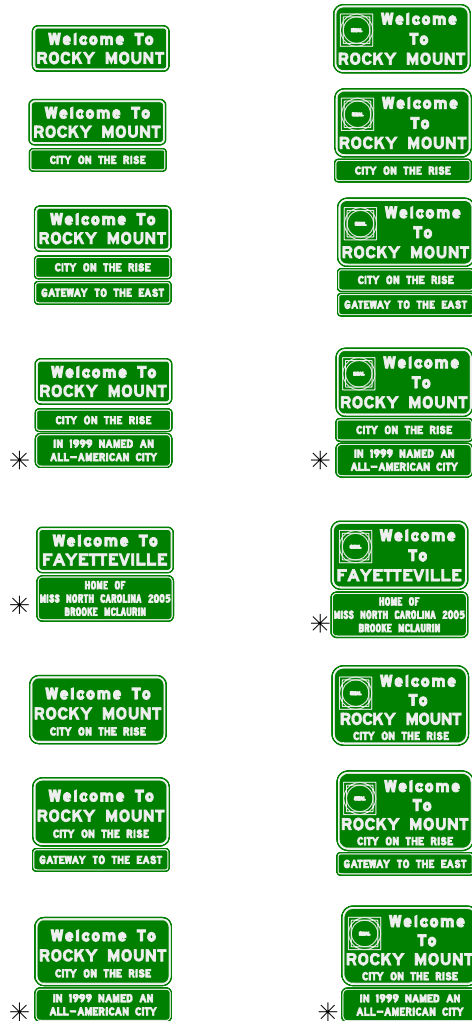 Welcome To
ROCKY MOUNT
SEAL
Welcome
To
ROCKY MOUNT
Welcome To
ROCKY MOUNT
CITY ON THE RISE
SEAL
Welcome
To
ROCKY MOUNT
CITY ON THE RISE
Welcome To
ROCKY MOUNT
CITY ON THE RISE
GATEWAY TO THE EAST
SEAL
Welcome
To
ROCKY MOUNT
CITY ON THE RISE
GATEWAY TO THE EAST
Welcome To
ROCKY MOUNT
CITY ON THE RISE
IN 1999 NAMED AN
ALL-AMERICAN CITY
SEAL
Welcome
To
ROCKY MOUNT
CITY ON THE RISE
IN 1999 NAMED AN
ALL-AMERICAN CITY
Welcome To
FAYETTEVILLE
HOME OF
MISS NORTH CAROLINA 2005
BROOKE MCLAURIN
SEAL
Welcome
To
FAYETTEVILLE
HOME OF
MISS NORTH CAROLINA 2005
BROOKE MCLAURIN
Welcome To
ROCKY MOUNT
CITY ON THE RISE
SEAL
Welcome
To
ROCKY MOUNT
CITY ON THE RISE
Welcome To
ROCKY MOUNT
CITY ON THE RISE
GATEWAY TO THE EAST
SEAL
Welcome
To
ROCKY MOUNT
CITY ON THE RISE
GATEWAY TO THE EAST
Welcome To
ROCKY MOUNT
CITY ON THE RISE
IN 1999 NAMED AN
ALL-AMERICAN CITY
SEAL
Welcome
To
ROCKY MOUNT
CITY ON THE RISE
IN 1999 NAMED AN
ALL-AMERICAN CITY